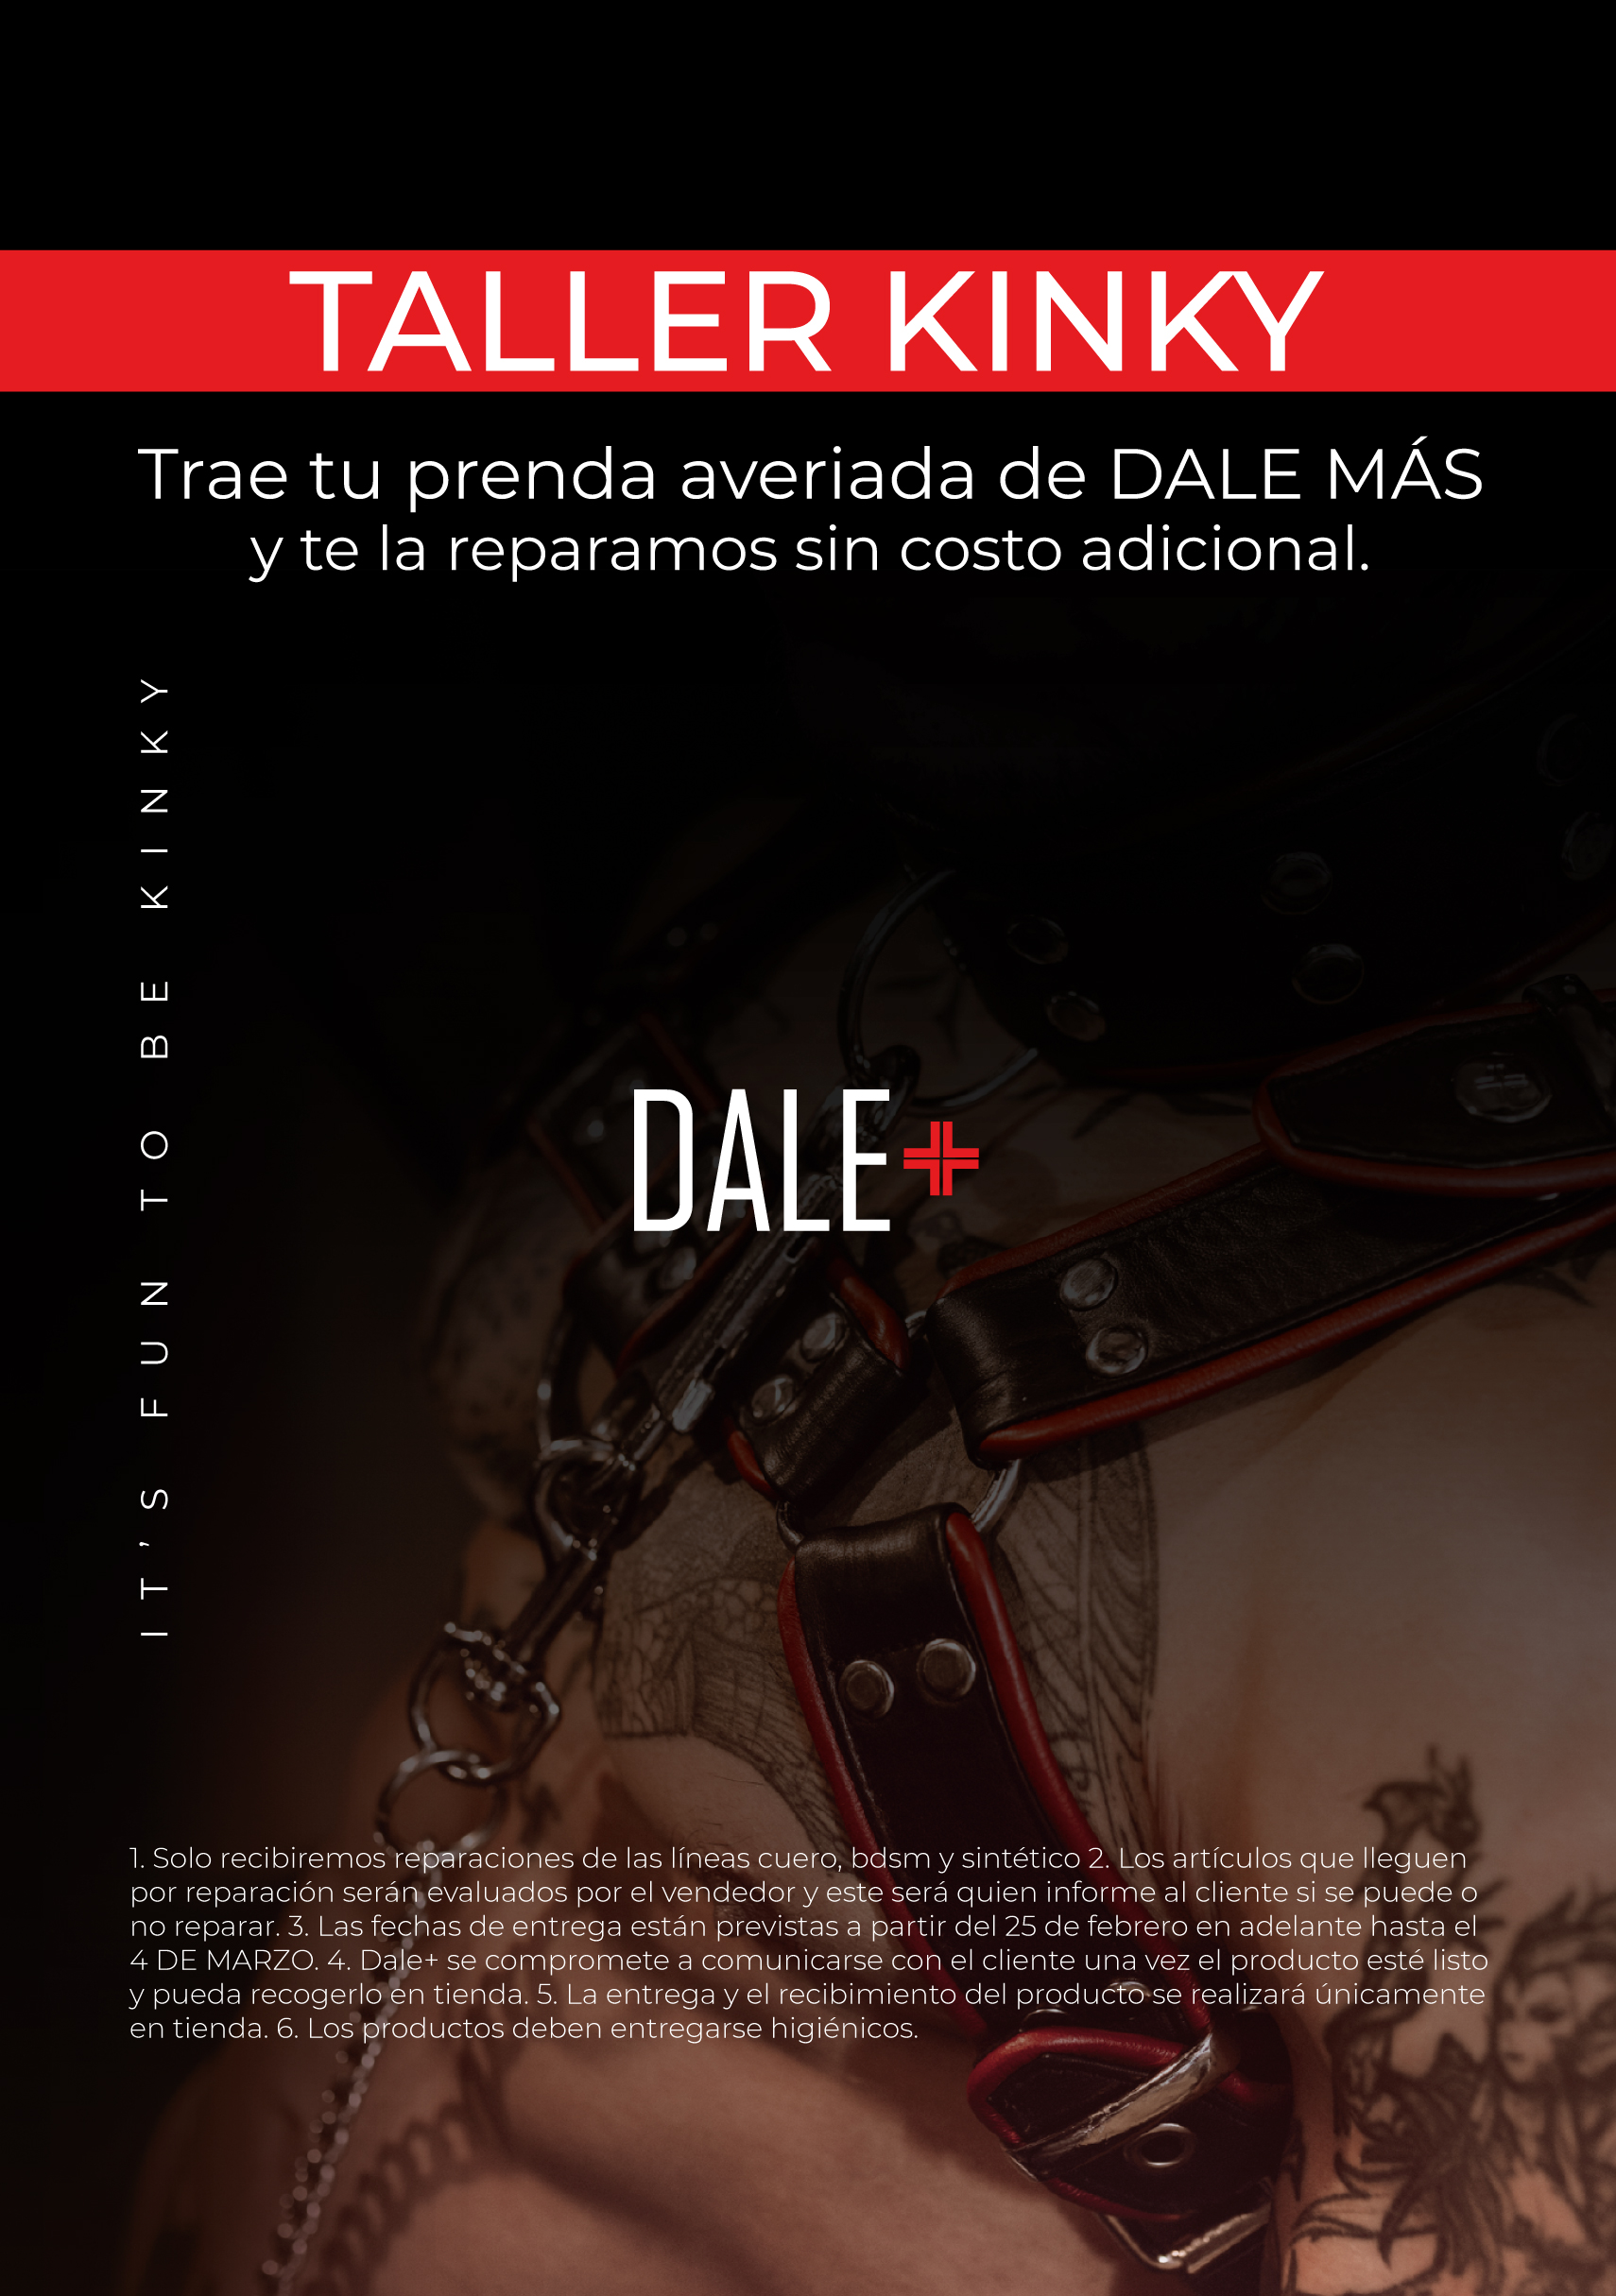 TALLER KINKY
Trae tu prenda averiada de DALE MÁS
y te la reparamos sin costo adicional.
IT'S FUN TO BE KINKY
DALE+
1. Solo recibiremos reparaciones de las líneas cuero, bdsm y sintético 2. Los artículos que lleguen
por reparación serán evaluados por el vendedor y este será quien informe al cliente si se puede o
no reparar. 3. Las fechas de entrega están previstas a partir del 25 de febrero en adelante hasta el
4 DE MARZO. 4. Dale+ se compromete a comunicarse con el cliente una vez el producto esté listo
y pueda recogerlo en tienda. 5. La entrega y el recibimiento del producto se realizará únicamente
en tienda. 6. Los productos deben entregarse higiénicos.